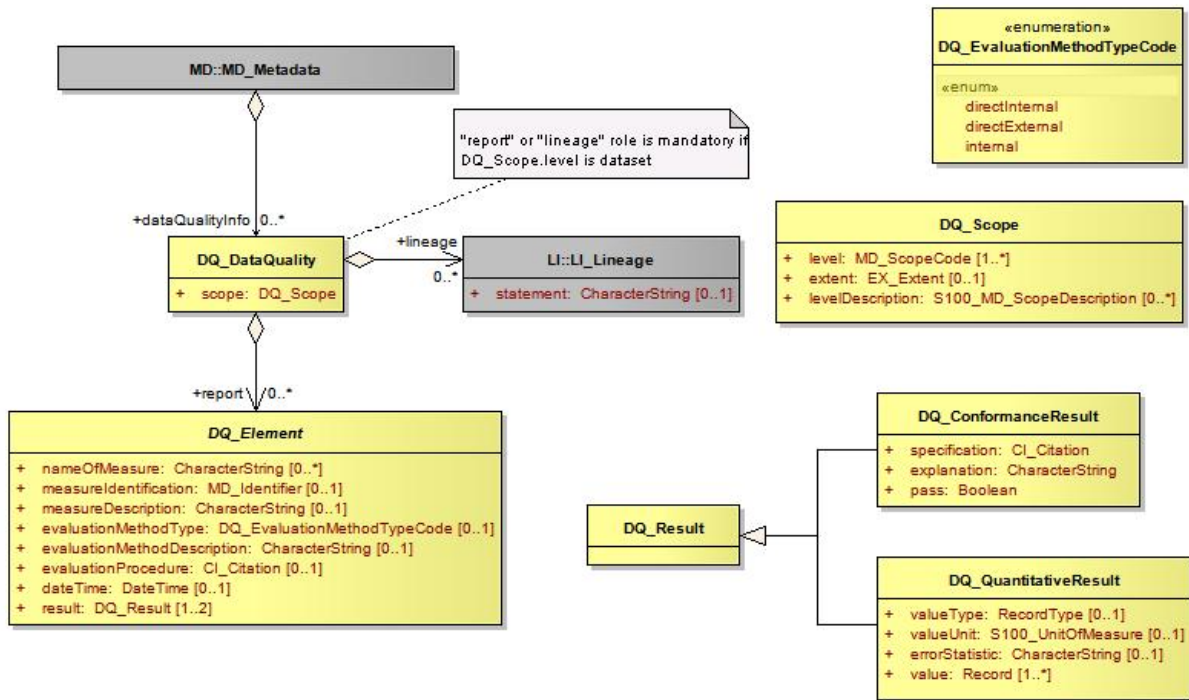 MD::MD_Metadata
"report" or "lineage" role is mandatory if
DQ_Scope.level is dataset
«enumeration»
DQ_EvaluationMethodTypeCode
«enum»
directInternal
directExternal
internal
+dataQualityInfo 0..*
DQ_DataQuality
+ scope: DQ_Scope
+lineage
0..*
LI::LI_Lineage
+ statement: CharacterString [0..1]
DQ_Scope
+ level: MD_ScopeCode [1..*]
+ extent: EX_Extent [0..1]
+ levelDescription: S100_MD_ScopeDescription [0..*]
+report 0..*
DQ_Element
+ nameOfMeasure: CharacterString [0..*]
+ measureIdentification: MD_Identifier [0..1]
+ measureDescription: CharacterString [0..1]
+ evaluationMethodType: DQ_EvaluationMethodTypeCode [0..1]
+ evaluationMethodDescription: CharacterString [0..1]
+ evaluationProcedure: CI_Citation [0..1]
+ dateTime: DateTime [0..1]
+ result: DQ_Result [1..2]
DQ_Result
DQ_ConformanceResult
+ specification: CI_Citation
+ explanation: CharacterString
+ pass: Boolean
DQ_QuantitativeResult
+ valueType: RecordType [0..1]
+ valueUnit: S100_UnitOfMeasure [0..1]
+ errorStatistic: CharacterString [0..1]
+ value: Record [1..*]